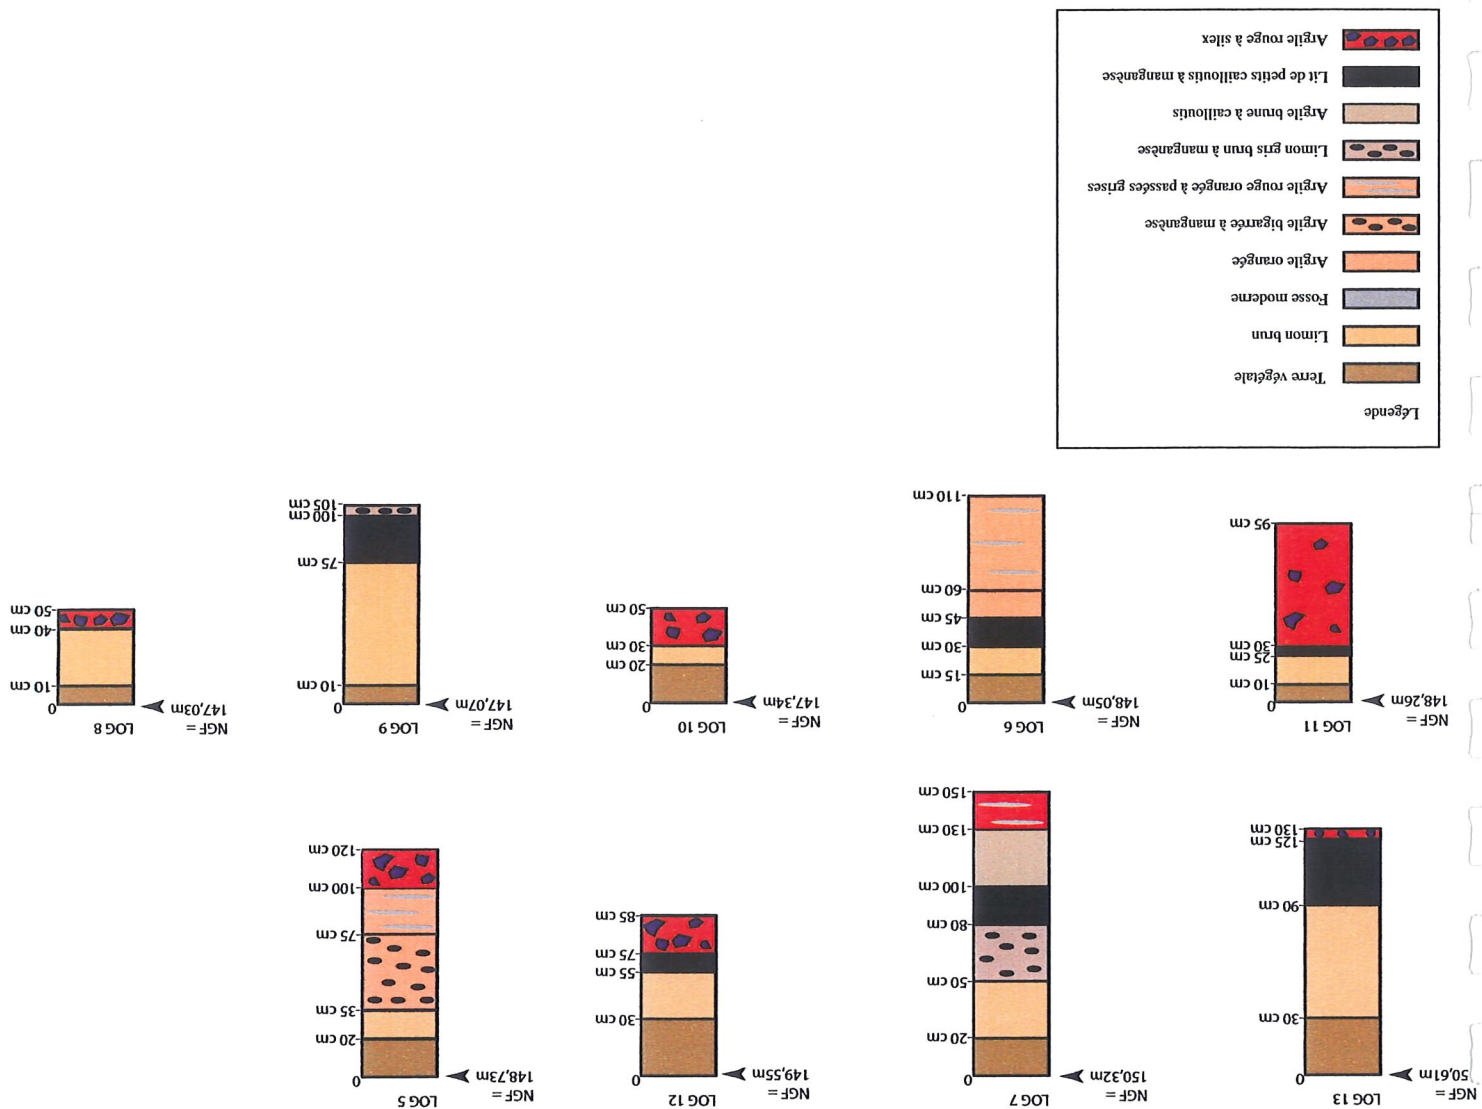 LOG 13
NGF =
50,61m
0
-30 cm
-90 cm
-125 cm
-130 cm
LOG 7
NGF =
150,32m
0
-20 cm
-50 cm
-80 cm
-100 cm
-130 cm
-150 cm
LOG 12
NGF =
149,55m
0
-30 cm
-55 cm
-75 cm
-85 cm
LOG 5
NGF =
148,73m
0
-20 cm
-35 cm
-75 cm
-100 cm
-120 cm
LOG 11
NGF =
148,26m
0
-10 cm
-25 cm
-30 cm
-95 cm
LOG 6
NGF =
148,05m
0
-15 cm
-30 cm
-45 cm
-60 cm
-110 cm
LOG 10
NGF =
147,34m
0
-20 cm
-30 cm
-50 cm
LOG 9
NGF =
147,07m
0
-10 cm
-75 cm
-100 cm
-105 cm
LOG 8
NGF =
147,03m
0
-10 cm
-40 cm
-50 cm
Légende
Terre végétale
Limon brun
Fosse moderne
Argile orangée
Argile bigarrée à manganèse
Argile rouge orangé à passées grises
Limon gris brun à manganèse
Argile brune à cailloutis
Lit de petits cailloutis à manganèse
Argile rouge à silex